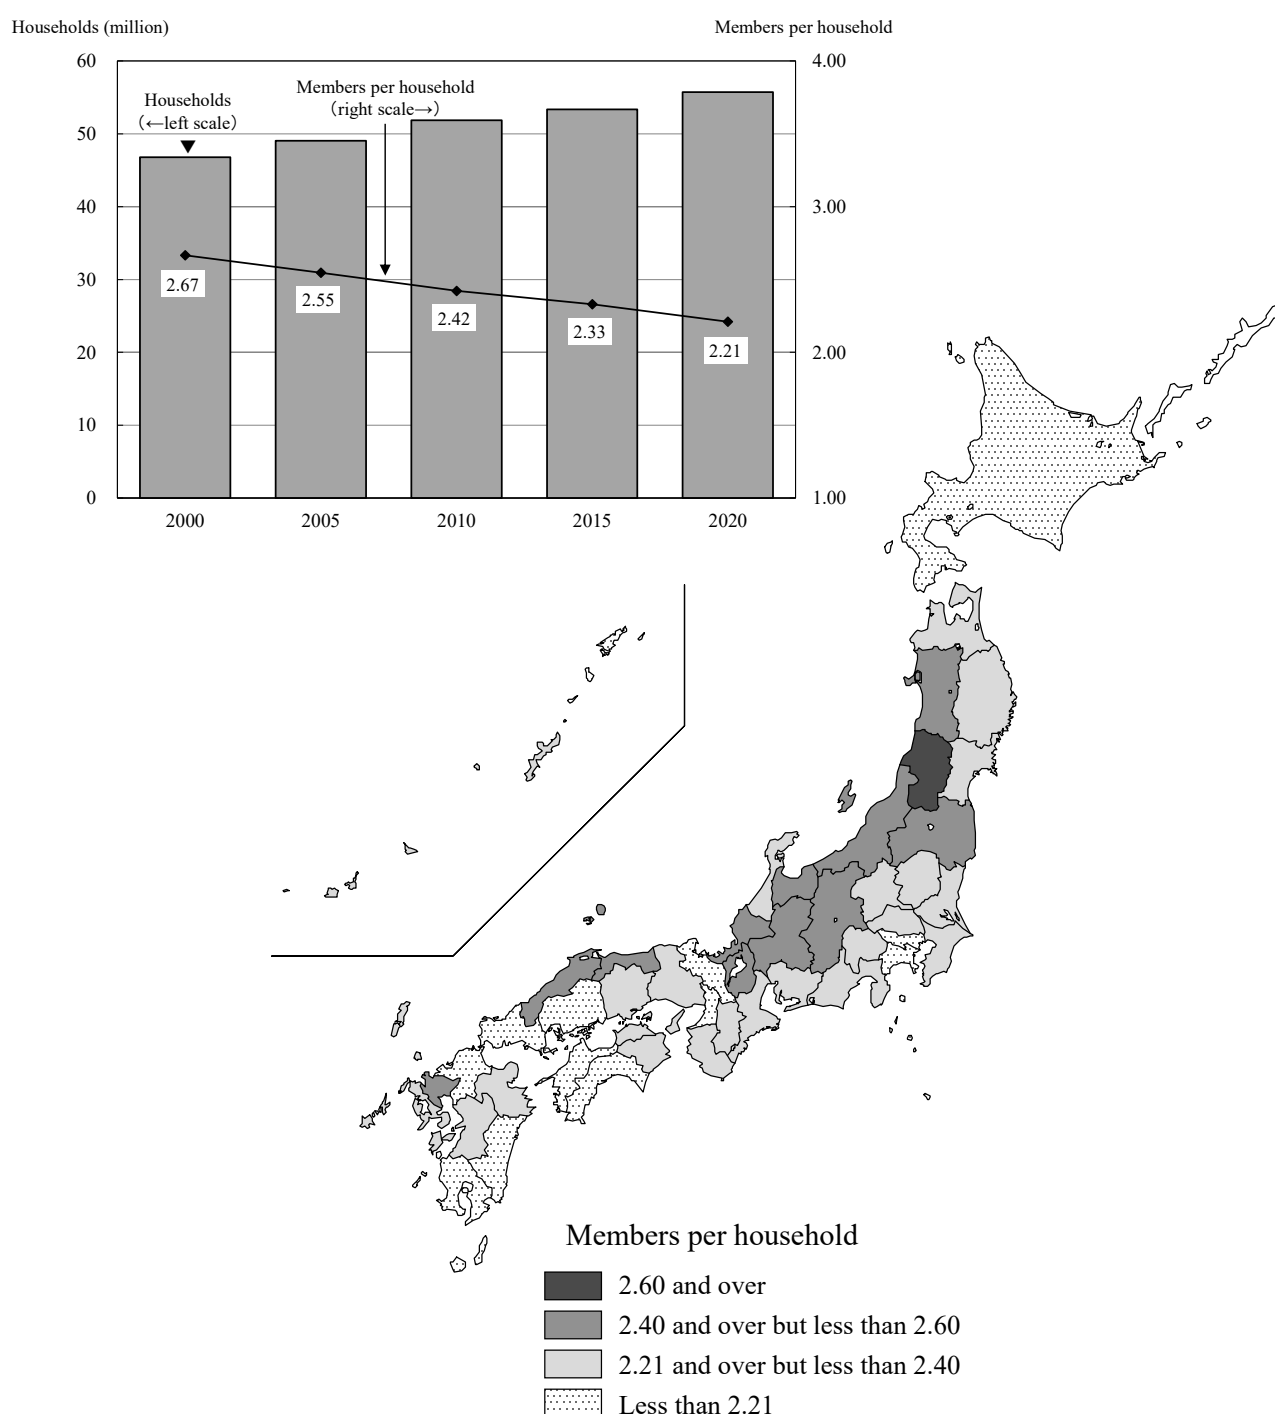 Households (million)
Members per household
60
50
40
30
20
10
0
4.00
3.00
2.00
1.00
Households
(←left scale)
Members per household
(right scale→)
2.67
2.55
2.42
2.33
2.21
2000
2005
2010
2015
2020
Members per household
2.60 and over
2.40 and over but less than 2.60
2.21 and over but less than 2.40
Less than 2.21